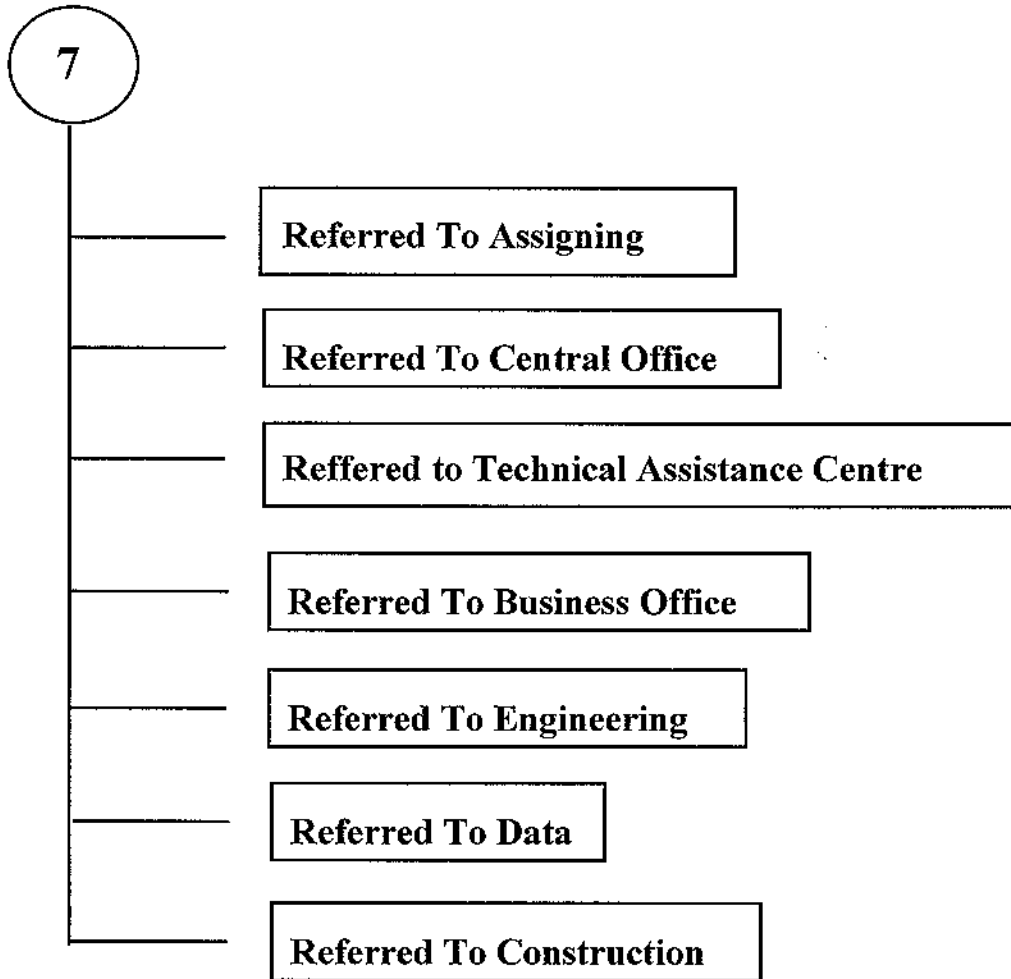 7
Referred To Assigning
Referred To Central Office
Reffered to Technical Assistance Centre
Referred To Business Office
Referred To Engineering
Referred To Data
Referred To Construction